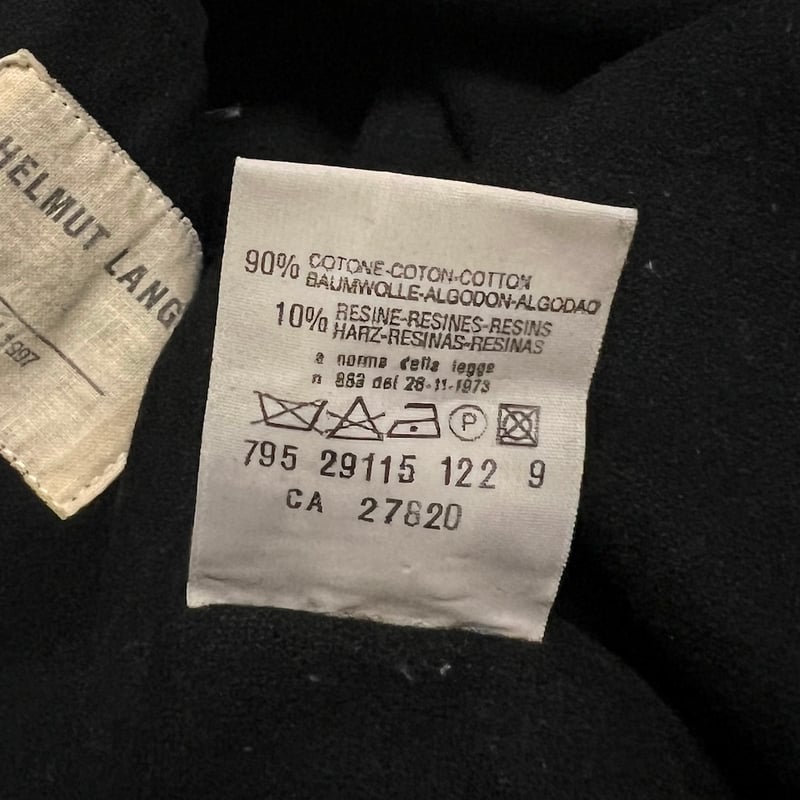 HELMUT LANG
1997
90% COTONE-COTON-COTTON
BAUMWOLLE-ALGODON-ALGODAO
10% RESINE-RESINES-RESINS
HARZ-RESINAS-RESINAS
a norma della legge
n 883 del 26-11-1973
P
795 29115 122 9
CA 27820